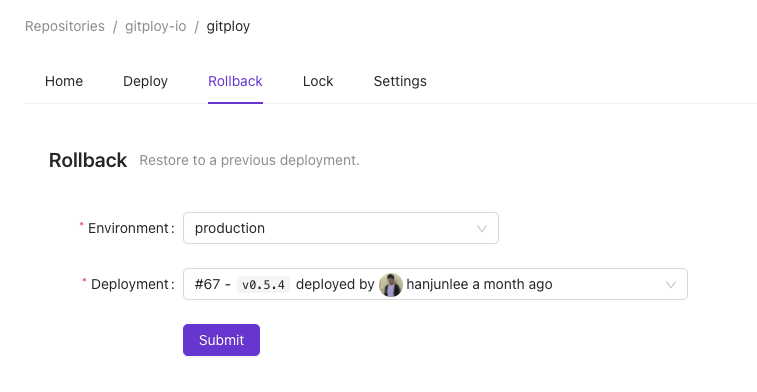 Repositories / gitploy-io / gitploy
Home Deploy Rollback Lock Settings
Rollback Restore to a previous deployment.
* Environment: production
* Deployment: #67 - v0.5.4 deployed by hanjunlee a month ago
Submit